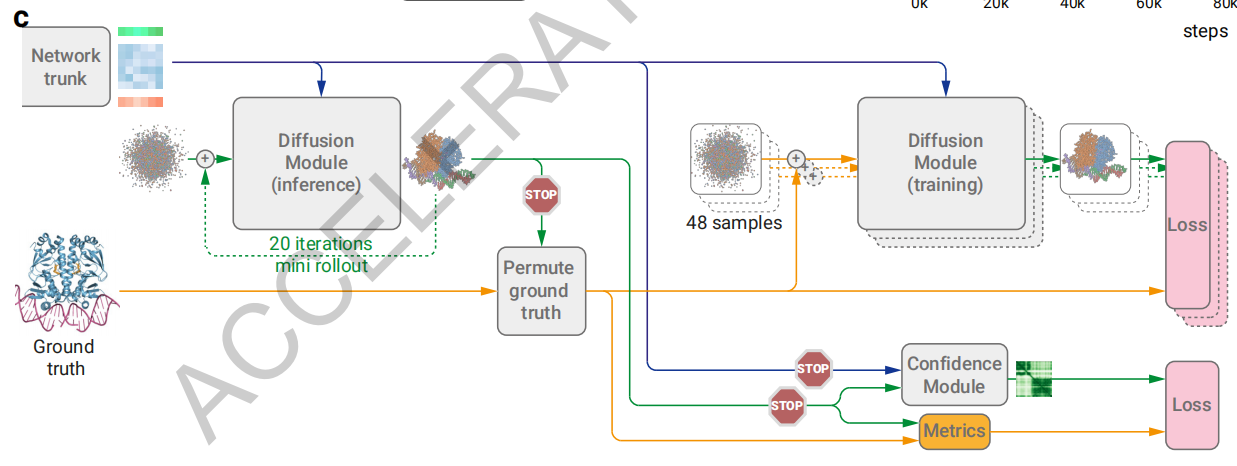 c
0k 20k 40k 60k 80k
steps
Network
trunk
Diffusion
Module
(inference)
Diffusion
Module
(training)
STOP
48 samples
Loss
20 iterations
mini rollout
Permute
ground
truth
Ground
truth
STOP
Confidence
Module
STOP
Loss
Metrics
ACCELERAT